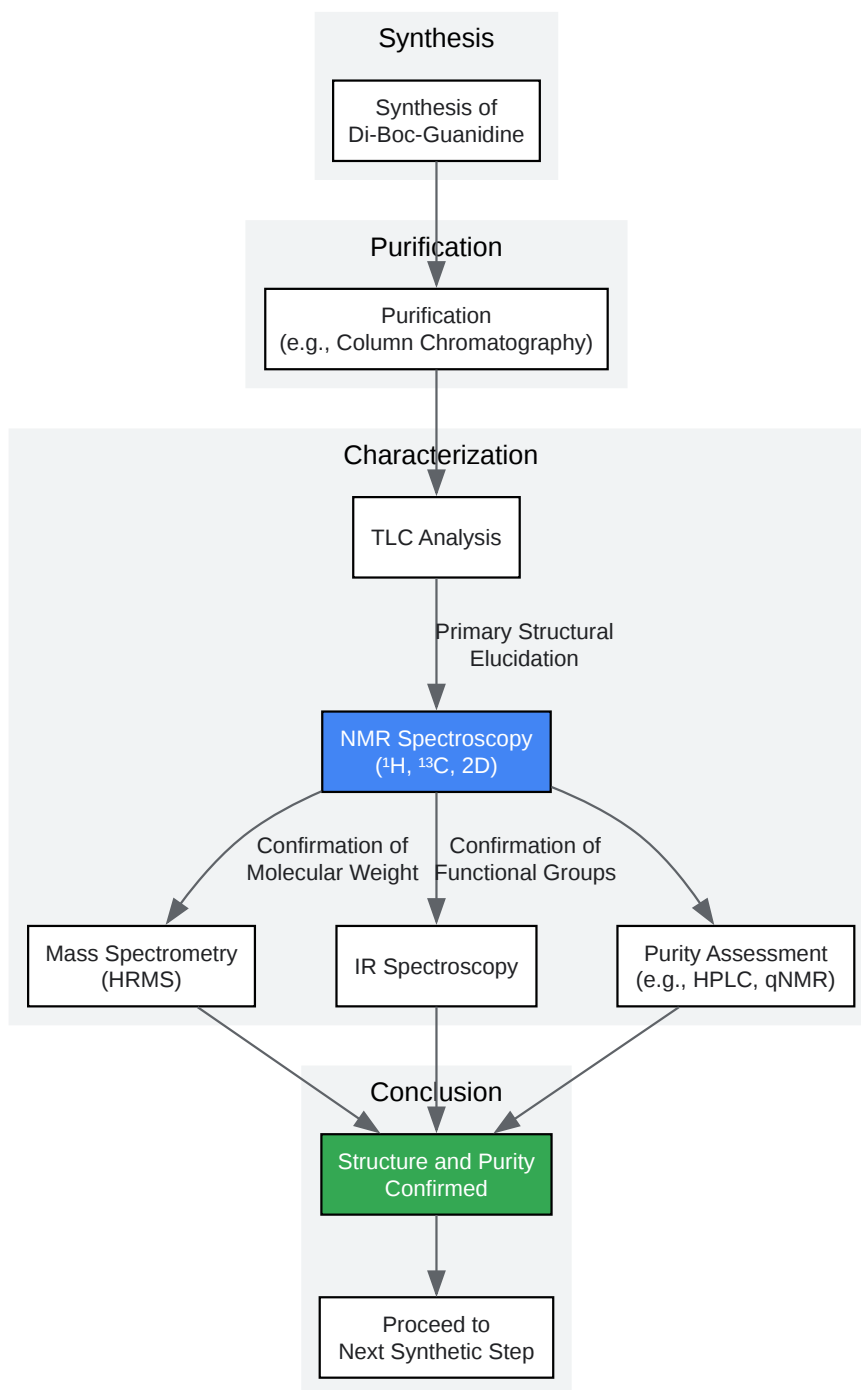 Synthesis
Synthesis of
Di-Boc-Guanidine
Purification
Purification
(e.g., Column Chromatography)
Characterization
TLC Analysis
Primary Structural
Elucidation
NMR Spectroscopy
(¹H, ¹³C, 2D)
Confirmation of
Molecular Weight
Confirmation of
Functional Groups
Mass Spectrometry
(HRMS)
IR Spectroscopy
Purity Assessment
(e.g., HPLC, qNMR)
Conclusion
Structure and Purity
Confirmed
Proceed to
Next Synthetic Step